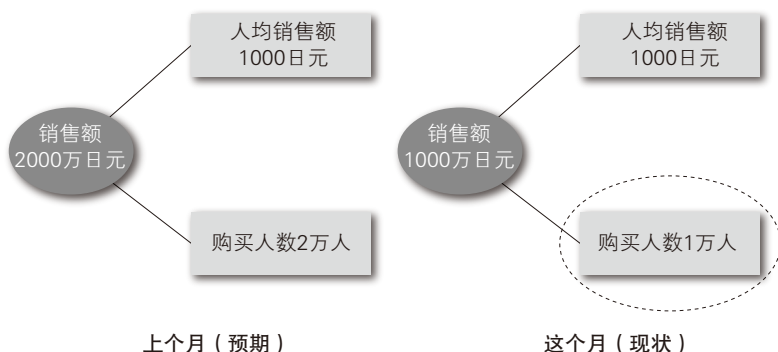 人均销售额
1000日元
销售额
2000万日元
购买人数2万人
上个月（预期）
人均销售额
1000日元
销售额
1000万日元
购买人数1万人
这个月（现状）